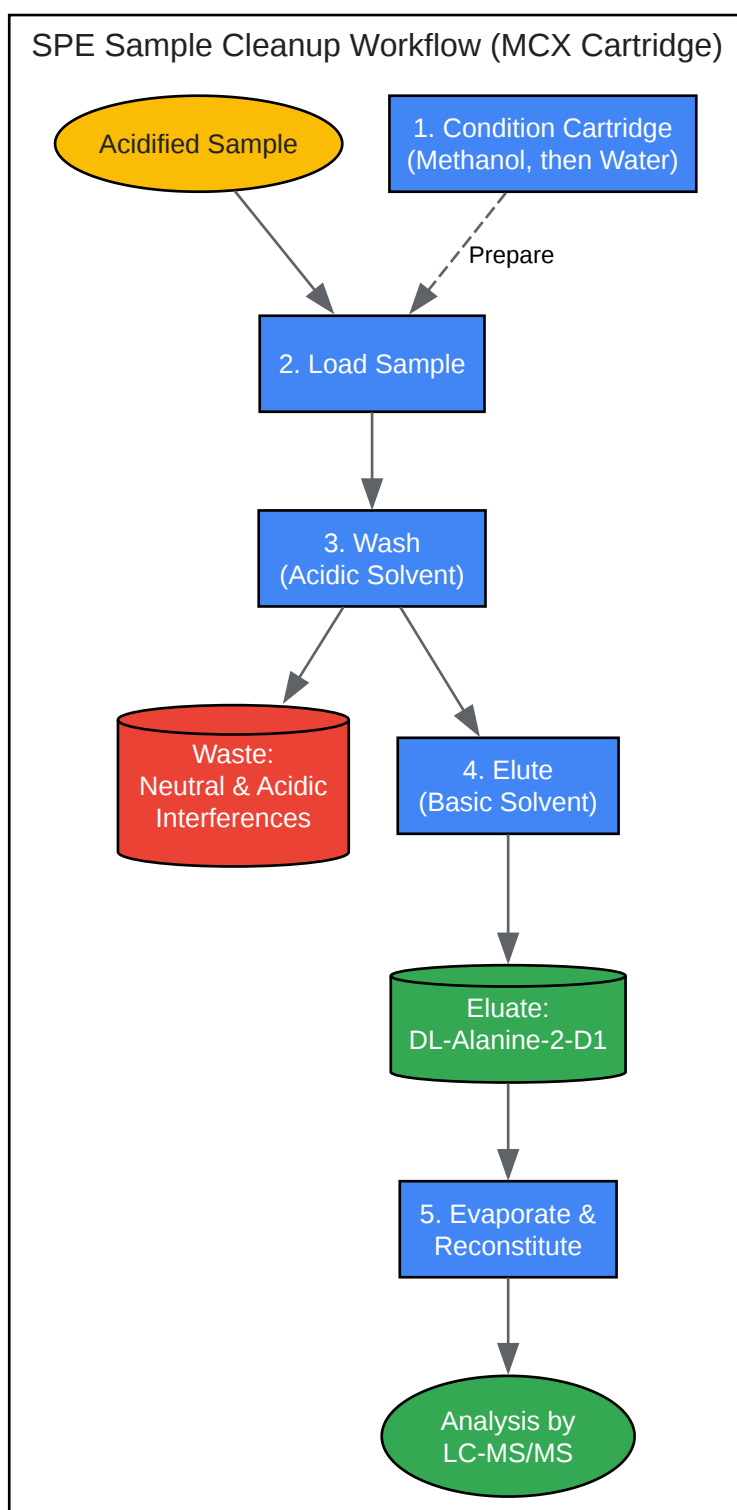 SPE Sample Cleanup Workflow (MCX Cartridge)
Acidified Sample
1. Condition Cartridge
(Methanol, then Water)
Prepare
2. Load Sample
3. Wash
(Acidic Solvent)
Waste:
Neutral & Acidic
Interferences
4. Elute
(Basic Solvent)
Eluate:
DL-Alanine-2-D1
5. Evaporate &
Reconstitute
Analysis by
LC-MS/MS